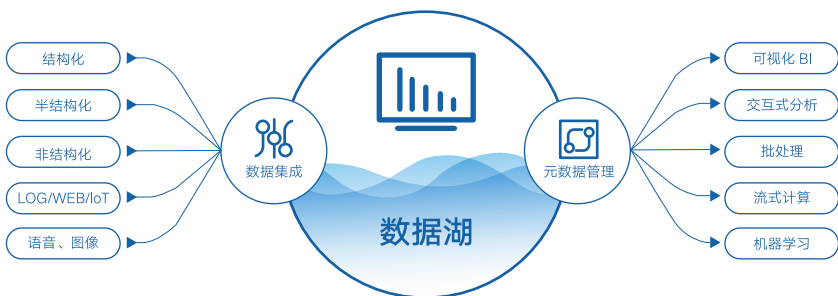 结构化
半结构化
非结构化
LOG/WEB/IoT
语音、图像
数据集成
数据湖
元数据管理
可视化 BI
交互式分析
批处理
流式计算
机器学习